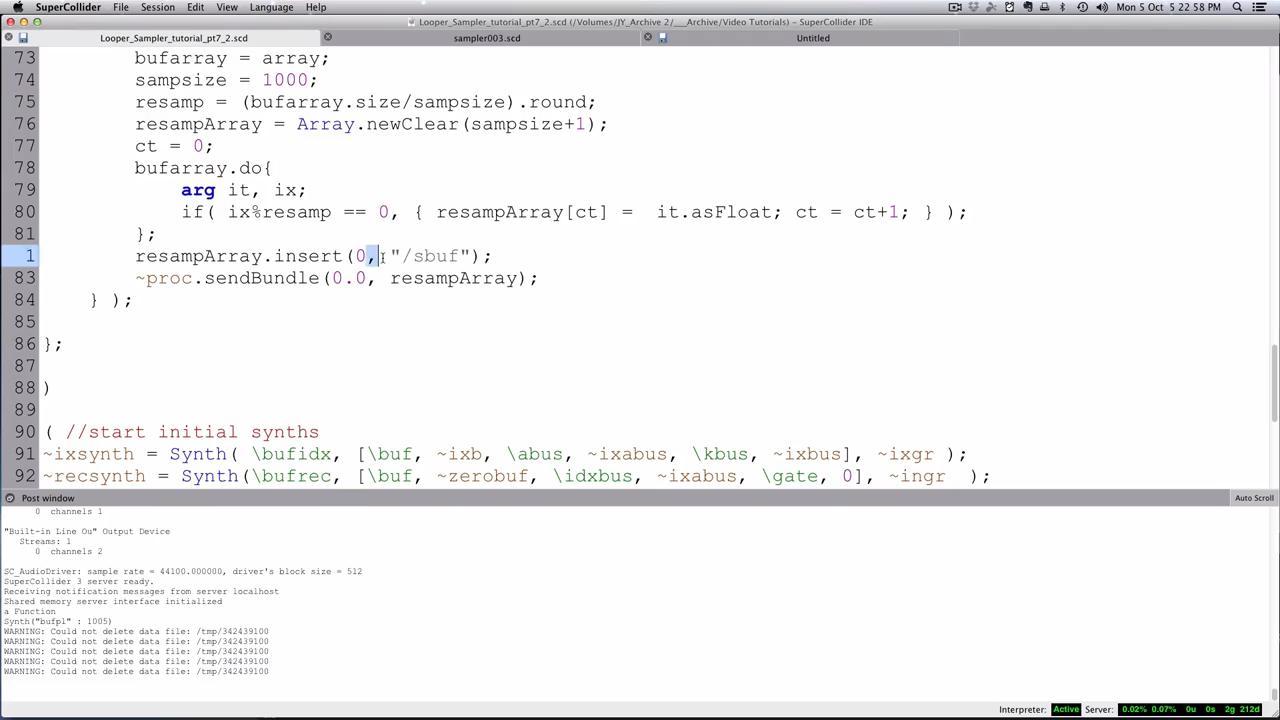 SuperCollider File Session Edit View Language Help Mon 5 Oct 22 58 PM
Looper_Sampler_tutorial_pt7_2.scd (/Volumes/JY_Archive 2/___Archive/Video Tutorials) – SuperCollider IDE
Looper_Sampler_tutorial_pt7_2.scd sampler003.scd Untitled
73 bufarray = array;
74 sampsize = 1000;
75 resamp = (bufarray.size/sampsize).round;
76 resampArray = Array.newClear(sampsize+1);
77 ct = 0;
78 bufarray.do{
79 arg it, ix;
80 if( ix%resamp == 0, { resampArray[ct] = it.asFloat; ct = ct+1; } );
81 };
1 resampArray.insert(0, "/sbuf");
83 ~proc.sendBundle(0.0, resampArray);
84 } );
85
86 };
87
88 )
89
90 ( //start initial synths
91 ~ixsynth = Synth( \bufidx, [\buf, ~ixb, \abus, ~ixabus, \kbus, ~ixbus], ~ixgr );
92 ~recsynth = Synth(\bufrec, [\buf, ~zerobuf, \idxbus, ~ixabus, \gate, 0], ~ingr );
Post window Auto Scroll
0 channels 1
"Built-in Line Ou" Output Device
Streams: 1
0 channels 2
SC_AudioDriver: sample rate = 44100.000000, driver's block size = 512
SuperCollider 3 server ready.
Receiving notification messages from server localhost
Shared memory server interface initialized
a Function
Synth("bufpl" : 1005)
WARNING: Could not delete data file: /tmp/342439100
WARNING: Could not delete data file: /tmp/342439100
WARNING: Could not delete data file: /tmp/342439100
WARNING: Could not delete data file: /tmp/342439100
WARNING: Could not delete data file: /tmp/342439100
Interpreter: Active Server: 0.02% 0.07% 0u 0s 2g 212d